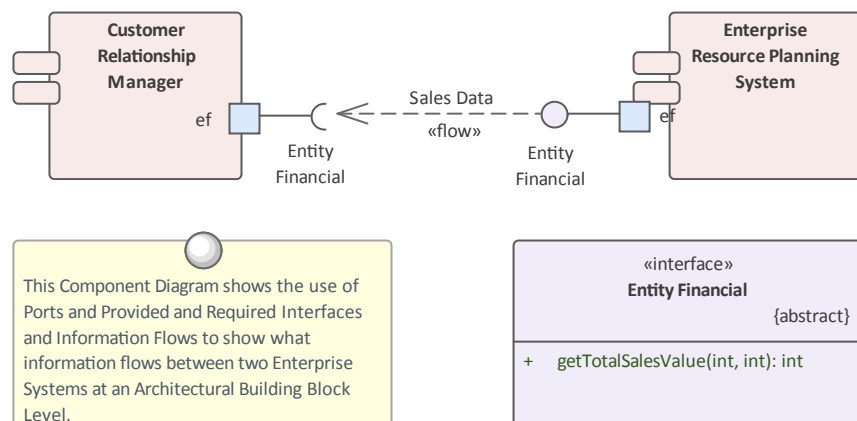 Customer
Relationship
Manager
ef
Entity
Financial
Sales Data
«flow»
Entity
Financial
Enterprise
Resource Planning
System
ef
This Component Diagram shows the use of
Ports and Provided and Required Interfaces
and Information Flows to show what
information flows between two Enterprise
Systems at an Architectural Building Block
Level.
«interface»
Entity Financial
{abstract}
+ getTotalSalesValue(int, int): int